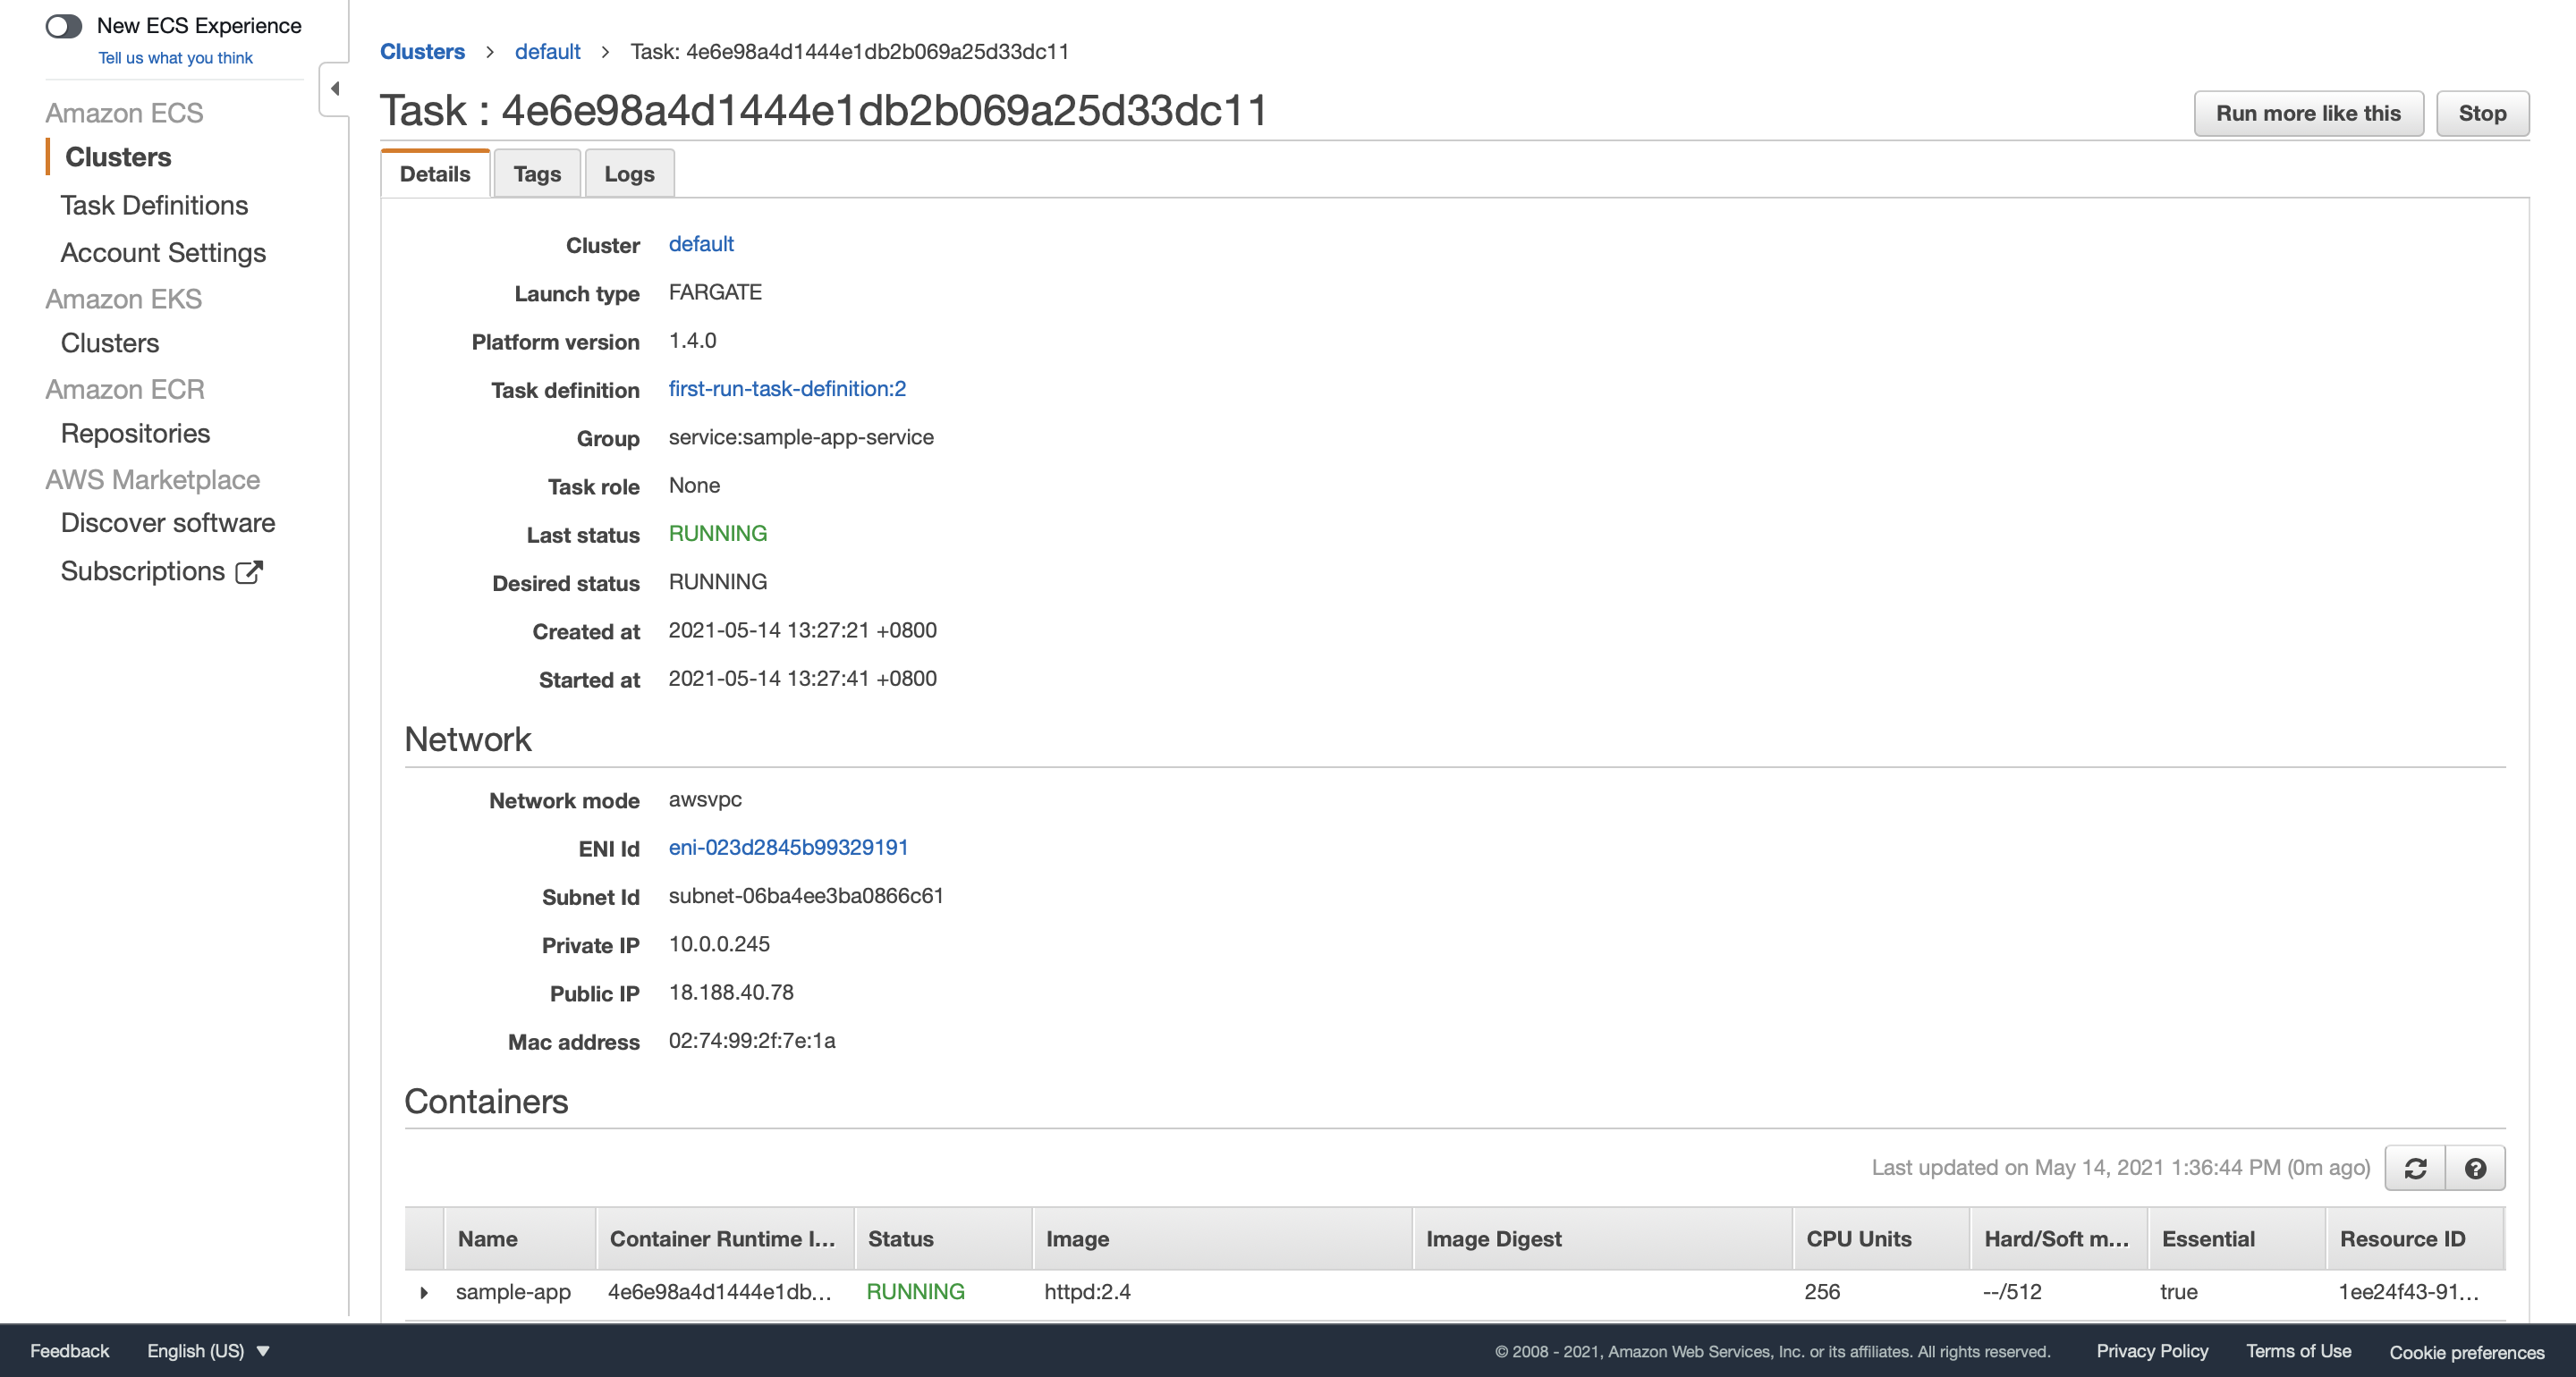 New ECS Experience
Tell us what you think
Amazon ECS
Clusters
Task Definitions
Account Settings
Amazon EKS
Clusters
Amazon ECR
Repositories
AWS Marketplace
Discover software
Subscriptions
Clusters > default > Task: 4e6e98a4d1444e1db2b069a25d33dc11
Task : 4e6e98a4d1444e1db2b069a25d33dc11
Run more like this Stop
Details Tags Logs
Cluster default
Launch type FARGATE
Platform version 1.4.0
Task definition first-run-task-definition:2
Group service:sample-app-service
Task role None
Last status RUNNING
Desired status RUNNING
Created at 2021-05-14 13:27:21 +0800
Started at 2021-05-14 13:27:41 +0800
Network
Network mode awsvpc
ENI Id eni-023d2845b99329191
Subnet Id subnet-06ba4ee3ba0866c61
Private IP 10.0.0.245
Public IP 18.188.40.78
Mac address 02:74:99:2f:7e:1a
Containers
Last updated on May 14, 2021 1:36:44 PM (0m ago)
Name Container Runtime I... Status Image Image Digest CPU Units Hard/Soft m... Essential Resource ID
sample-app 4e6e98a4d1444e1db... RUNNING httpd:2.4 256 --/512 true 1ee24f43-91...
Feedback English (US) © 2008 - 2021, Amazon Web Services, Inc. or its affiliates. All rights reserved. Privacy Policy Terms of Use Cookie preferences